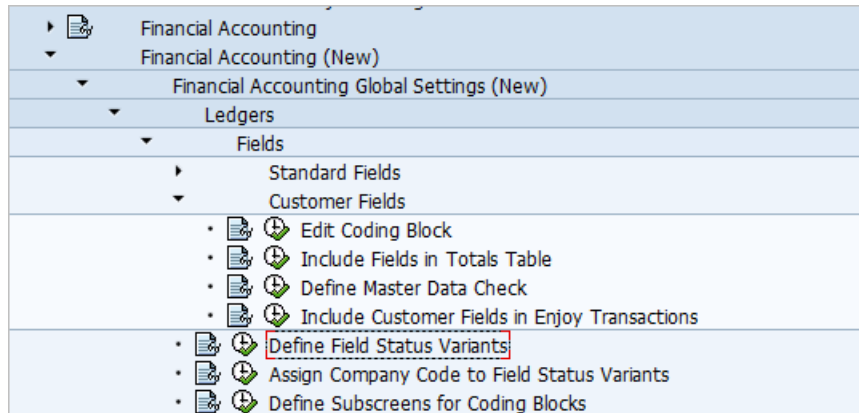 Financial Accounting
Financial Accounting (New)
Financial Accounting Global Settings (New)
Ledgers
Fields
Standard Fields
Customer Fields
Edit Coding Block
Include Fields in Totals Table
Define Master Data Check
Include Customer Fields in Enjoy Transactions
Define Field Status Variants
Assign Company Code to Field Status Variants
Define Subscreens for Coding Blocks